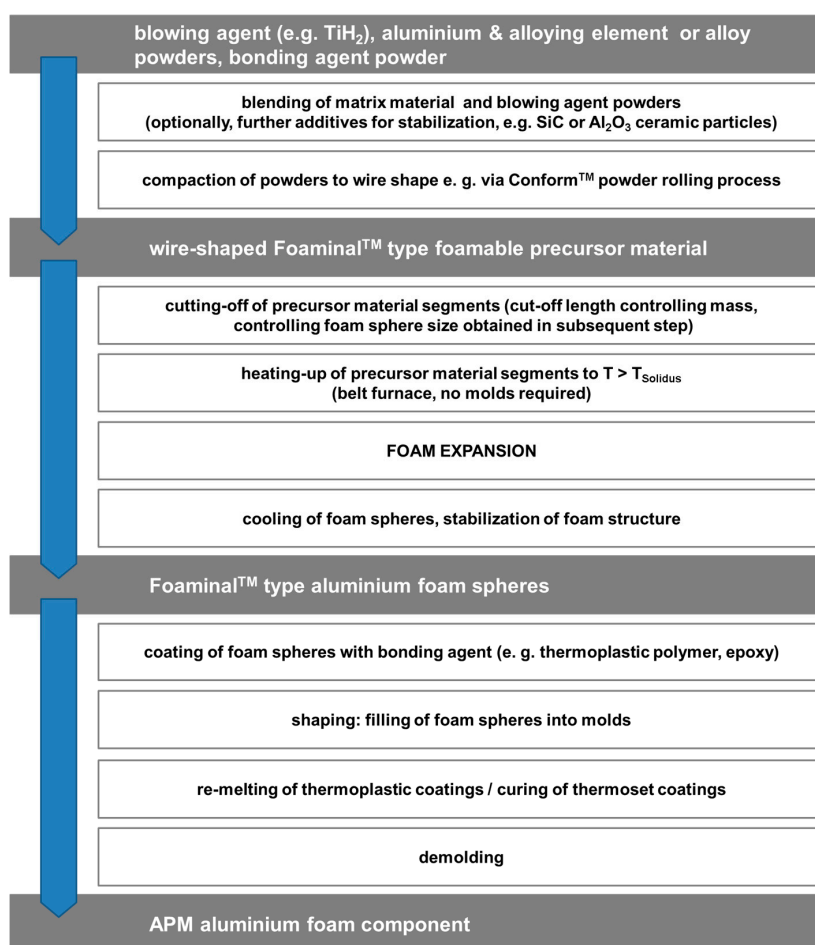 blowing agent (e.g. TiH₂), aluminium & alloying element or alloy
powders, bonding agent powder
blending of matrix material and blowing agent powders
(optionally, further additives for stabilization, e.g. SiC or Al₂O₃ ceramic particles)
compaction of powders to wire shape e. g. via Conform™ powder rolling process
wire-shaped Foaminal™ type foamable precursor material
cutting-off of precursor material segments (cut-off length controlling mass,
controlling foam sphere size obtained in subsequent step)
heating-up of precursor material segments to T > T_Solidus
(belt furnace, no molds required)
FOAM EXPANSION
cooling of foam spheres, stabilization of foam structure
Foaminal™ type aluminium foam spheres
coating of foam spheres with bonding agent (e. g. thermoplastic polymer, epoxy)
shaping: filling of foam spheres into molds
re-melting of thermoplastic coatings / curing of thermoset coatings
demolding
APM aluminium foam component